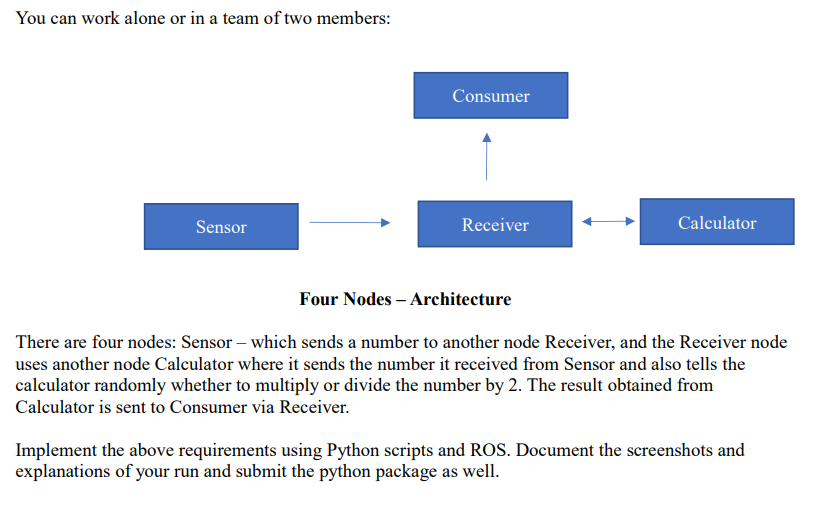 You can work alone or in a team of two members:
Consumer
Sensor
Receiver
Calculator
Four Nodes – Architecture
There are four nodes: Sensor – which sends a number to another node Receiver, and the Receiver node
uses another node Calculator where it sends the number it received from Sensor and also tells the
calculator randomly whether to multiply or divide the number by 2. The result obtained from
Calculator is sent to Consumer via Receiver.
Implement the above requirements using Python scripts and ROS. Document the screenshots and
explanations of your run and submit the python package as well.